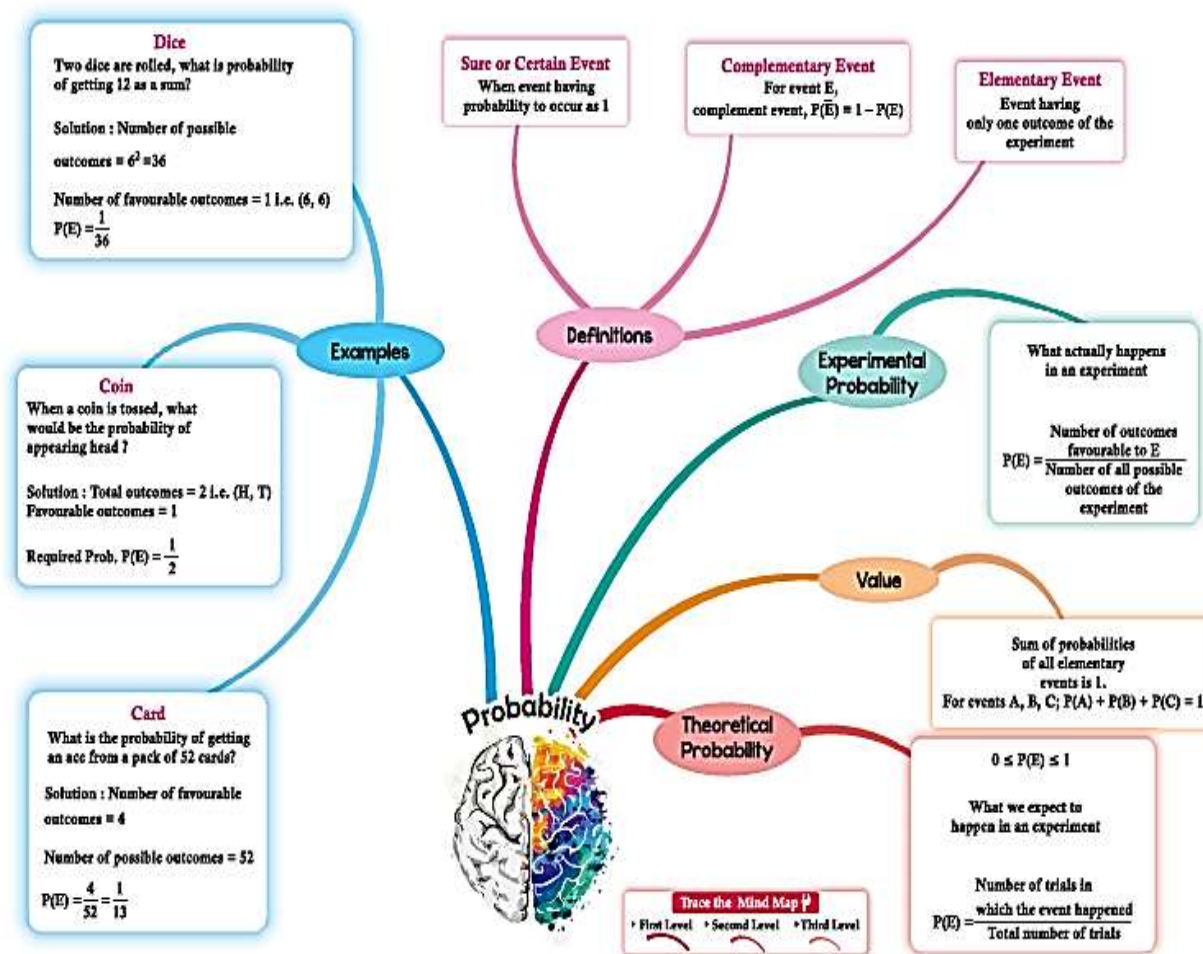 Dice
Two dice are rolled, what is probability
of getting 12 as a sum?
Solution : Number of possible
outcomes = 6² =36
Number of favourable outcomes = 1 i.e. (6, 6)
P(E) = 1/36
Sure or Certain Event
When event having
probability to occur as 1
Complementary Event
For event E,
complement event, P(Ē) = 1 – P(E)
Elementary Event
Event having
only one outcome of the
experiment
Examples
Definitions
Experimental
Probability
What actually happens
in an experiment
P(E) = Number of outcomes
favourable to E
Number of all possible
outcomes of the
experiment
Coin
When a coin is tossed, what
would be the probability of
appearing head ?
Solution : Total outcomes = 2 i.e. (H, T)
Favourable outcomes = 1
Required Prob, P(E) = 1/2
Value
Sum of probabilities
of all elementary
events is 1.
For events A, B, C; P(A) + P(B) + P(C) = 1
Card
What is the probability of getting
an ace from a pack of 52 cards?
Solution : Number of favourable
outcomes = 4
Number of possible outcomes = 52
P(E) = 4/52 = 1/13
Probability
Theoretical
Probability
0 ≤ P(E) ≤ 1
What we expect to
happen in an experiment
Number of trials in
which the event happened
P(E) =
Total number of trials
Trace the Mind Map
First Level Second Level Third Level